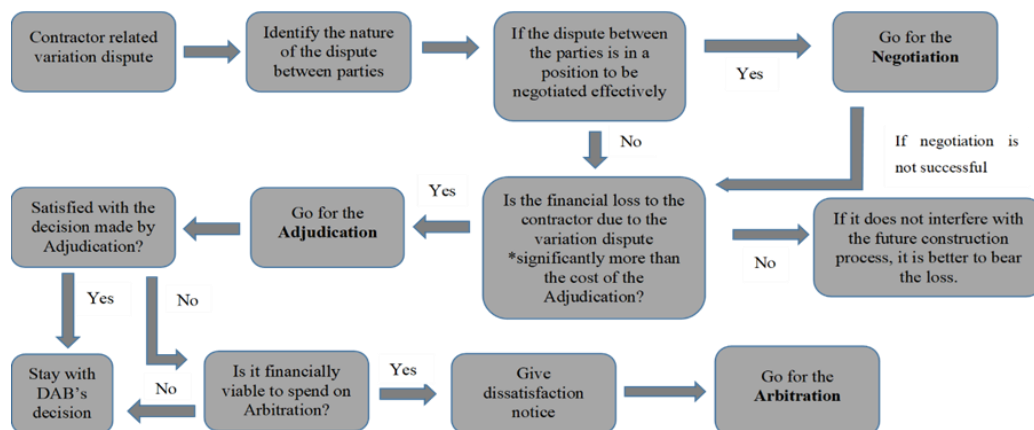 Contractor related
variation dispute
Identify the nature of
the dispute
between parties
If the dispute between
the parties is in a
position to be
negotiated effectively
Yes
Go for the
Negotiation
No
If negotiation is
not successful
Is the financial loss to the
contractor due to the
variation dispute
*significantly more than
the cost of the
Adjudication?
Yes
Go for the
Adjudication
Satisfied with the
decision made by
Adjudication?
No
If it does not interfere with
the future construction
process, it is better to bear
the loss.
Yes
No
Stay with
DAB's
decision
No
Is it financially
viable to spend on
Arbitration?
Yes
Give
dissatisfaction
notice
Go for the
Arbitration